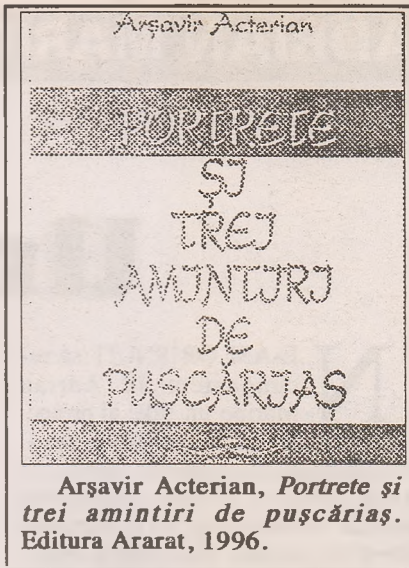 Arşavir Acterian
PORTRETE
ŞI
TREI
AMINTIRI
DE
PUŞCĂRIAŞ
Arşavir Acterian, Portrete şi
trei amintiri de puşcăriaş.
Editura Ararat, 1996.